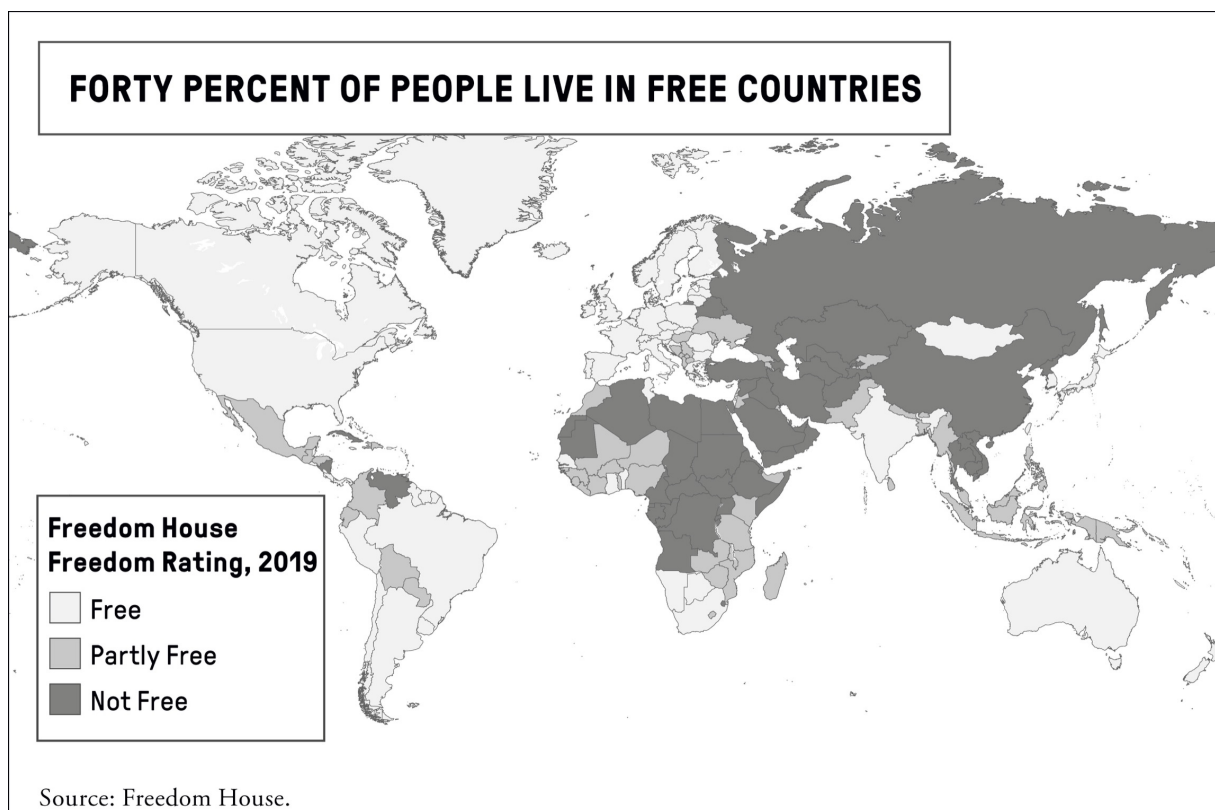 FORTY PERCENT OF PEOPLE LIVE IN FREE COUNTRIES
Freedom House
Freedom Rating, 2019
Free
Partly Free
Not Free
Source: Freedom House.